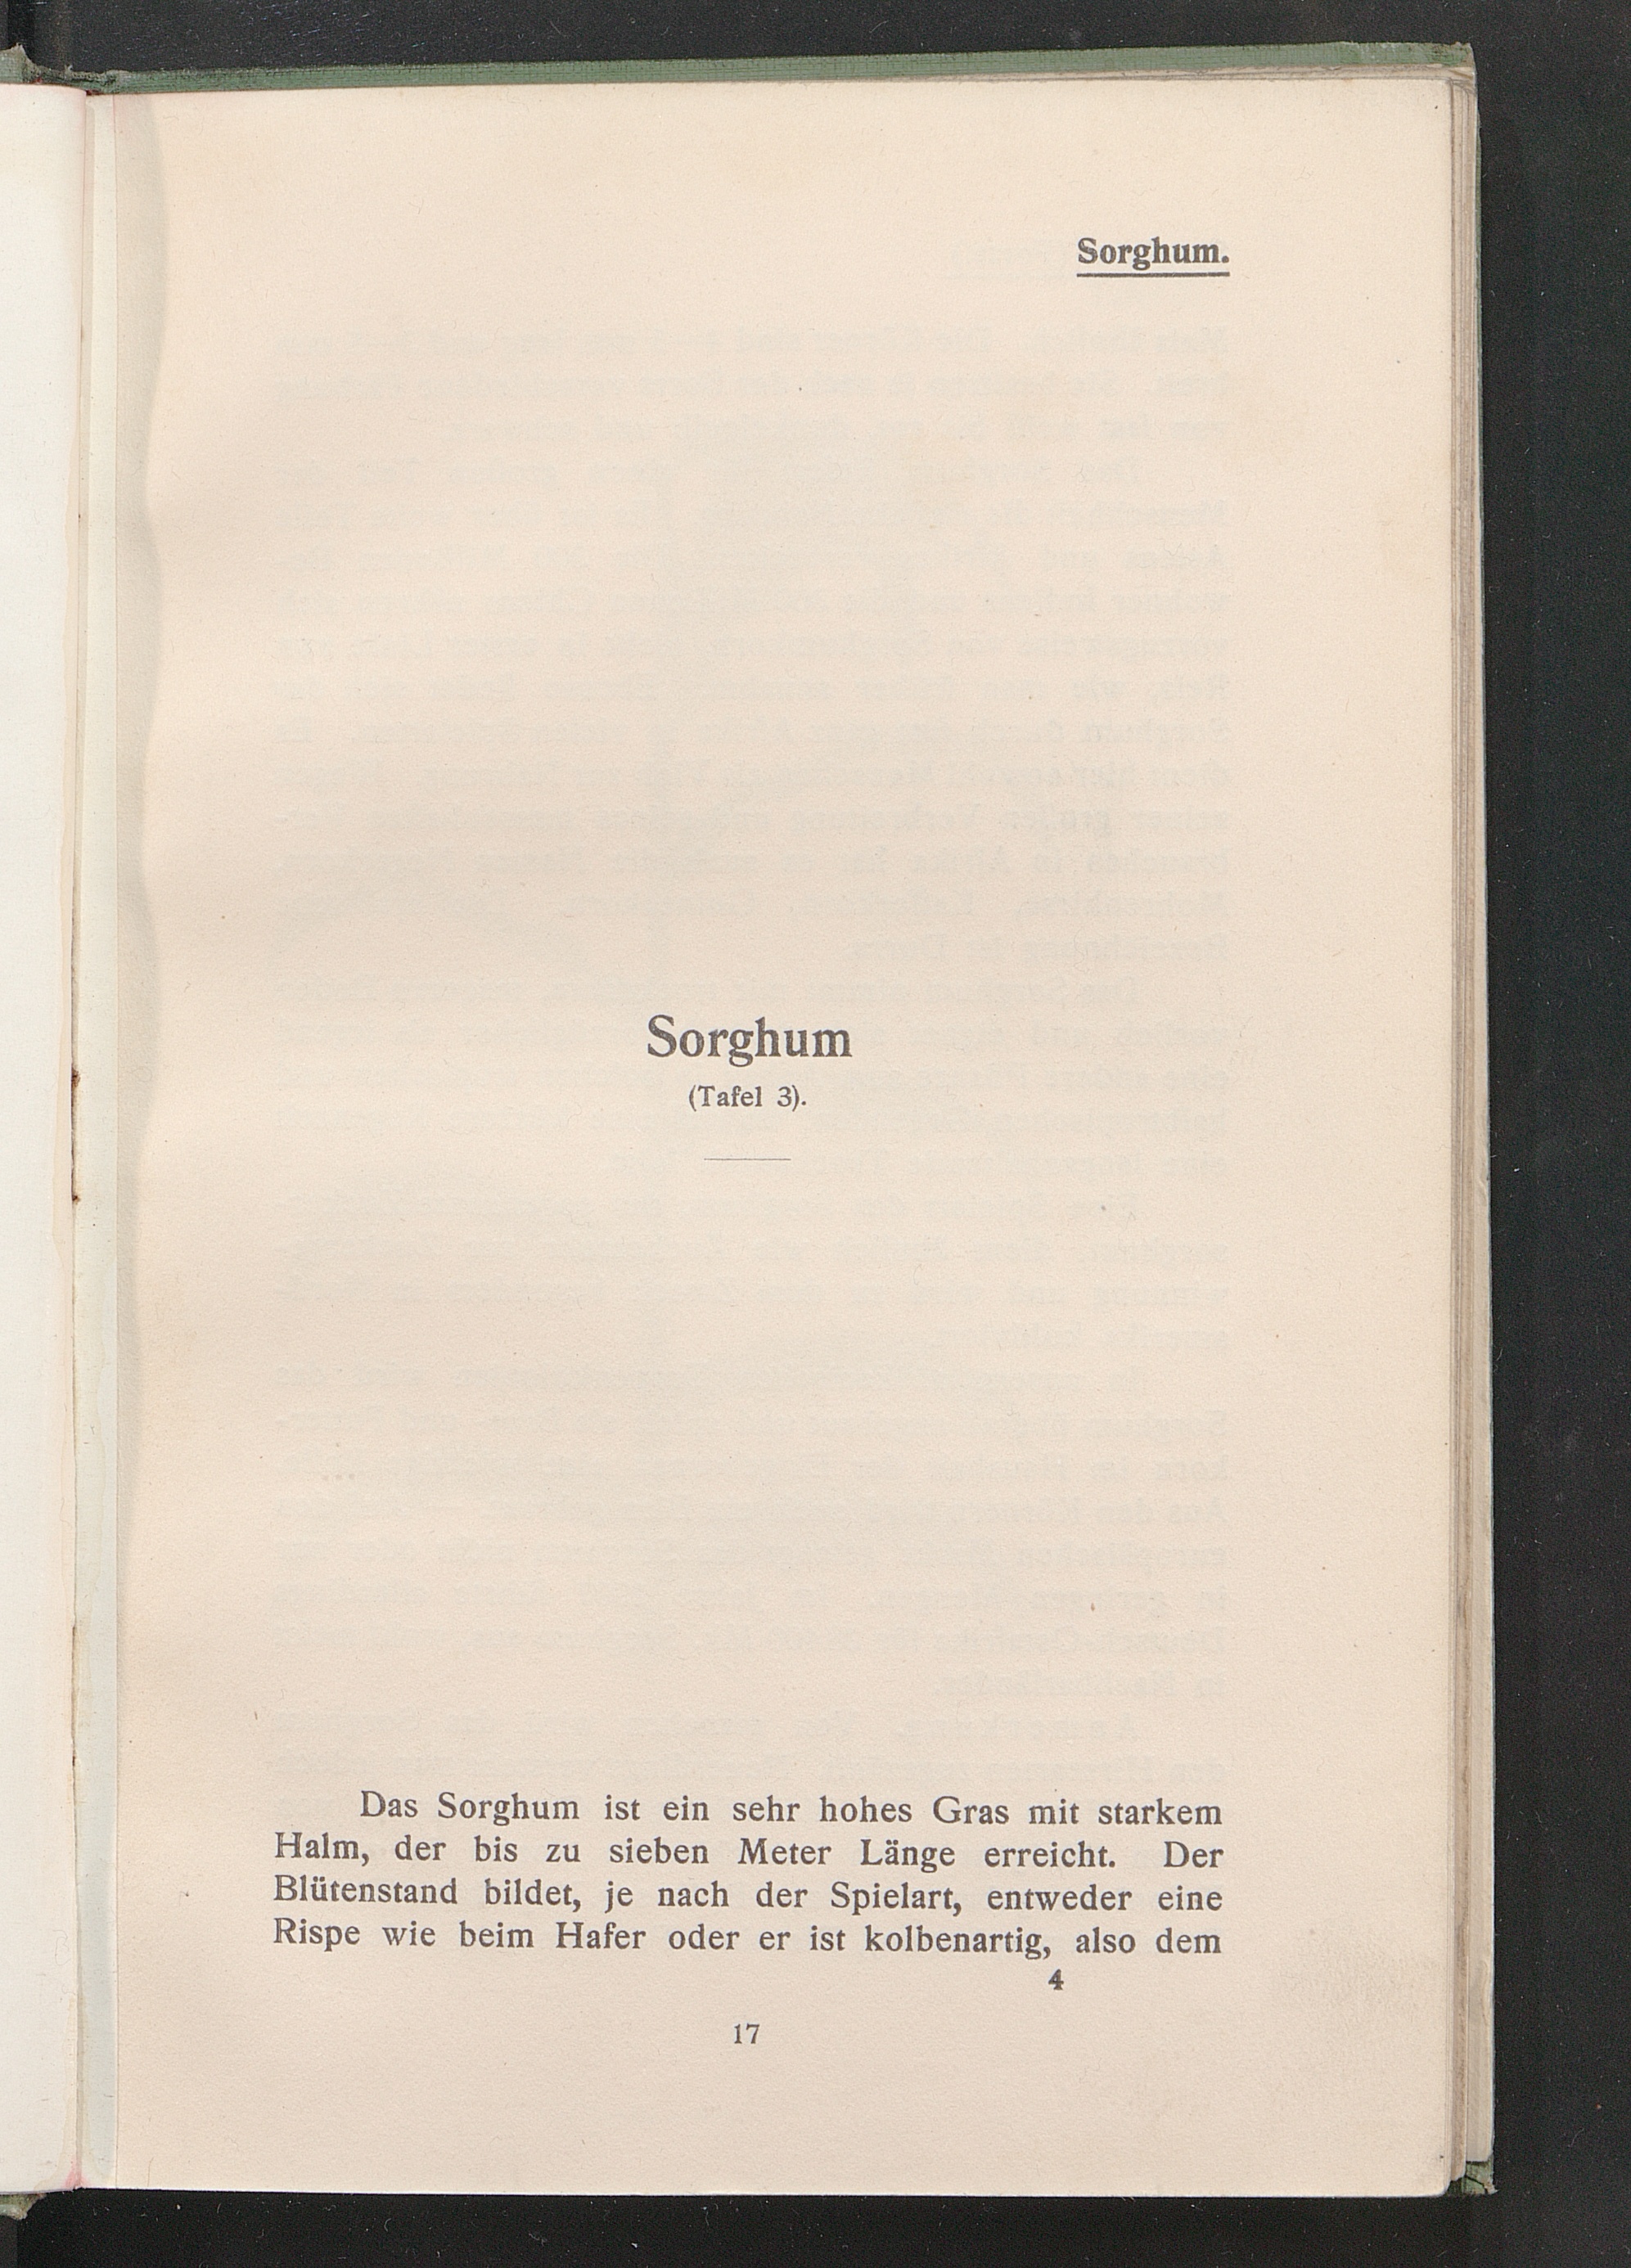 Sorghum.
Sorghum
(Tafel 3).
Das Sorghum ist ein sehr hohes Gras mit starkem
Halm, der bis zu sieben Meter Länge erreicht. Der
Blütenstand bildet, je nach der Spielart, entweder eine
Rispe wie beim Hafer oder er ist kolbenartig, also dem
4
17